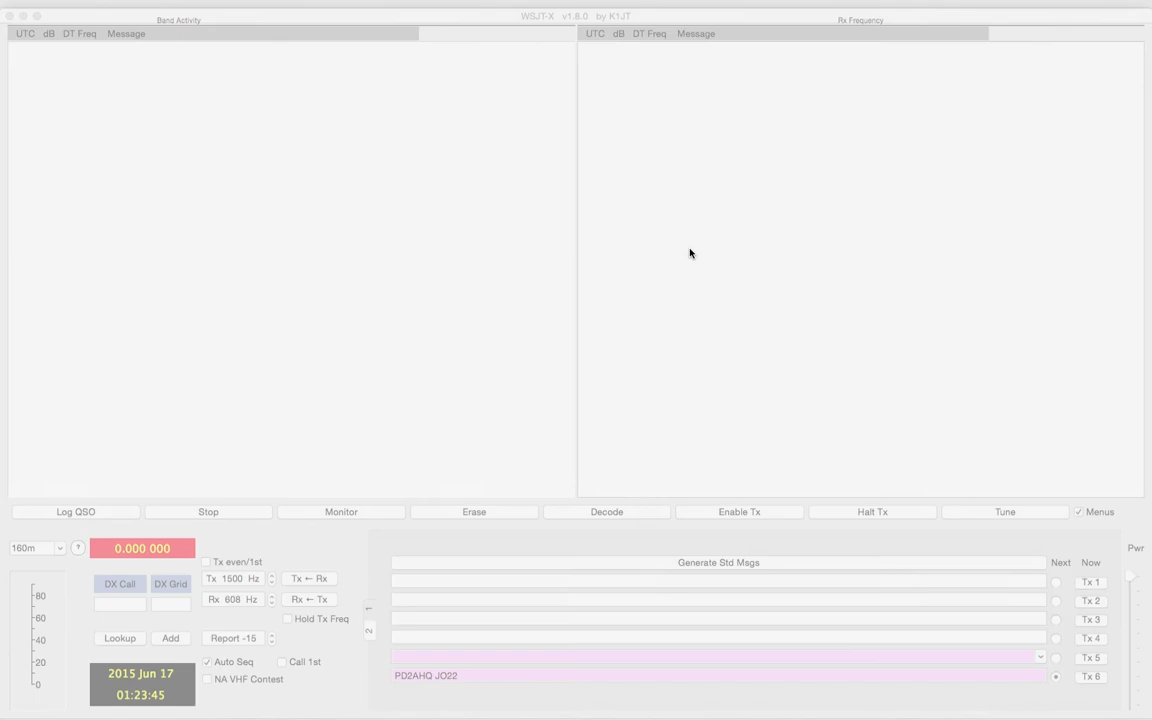 WSJT-X v1.8.0 by K1JT
Band Activity
Rx Frequency
UTC dB DT Freq Message
UTC dB DT Freq Message
Log QSO Stop Monitor Erase Decode Enable Tx Halt Tx Tune Menus
160m ? 0.000 000
Tx even/1st
DX Call DX Grid
Tx 1500 Hz Tx ← Rx
Rx 608 Hz Rx ← Tx
Hold Tx Freq
Lookup Add Report -15
Auto Seq Call 1st
NA VHF Contest
2015 Jun 17
01:23:45
80
60
40
20
0
1
2
Generate Std Msgs Next Now Pwr
Tx 1
Tx 2
Tx 3
Tx 4
Tx 5
PD2AHQ JO22 Tx 6